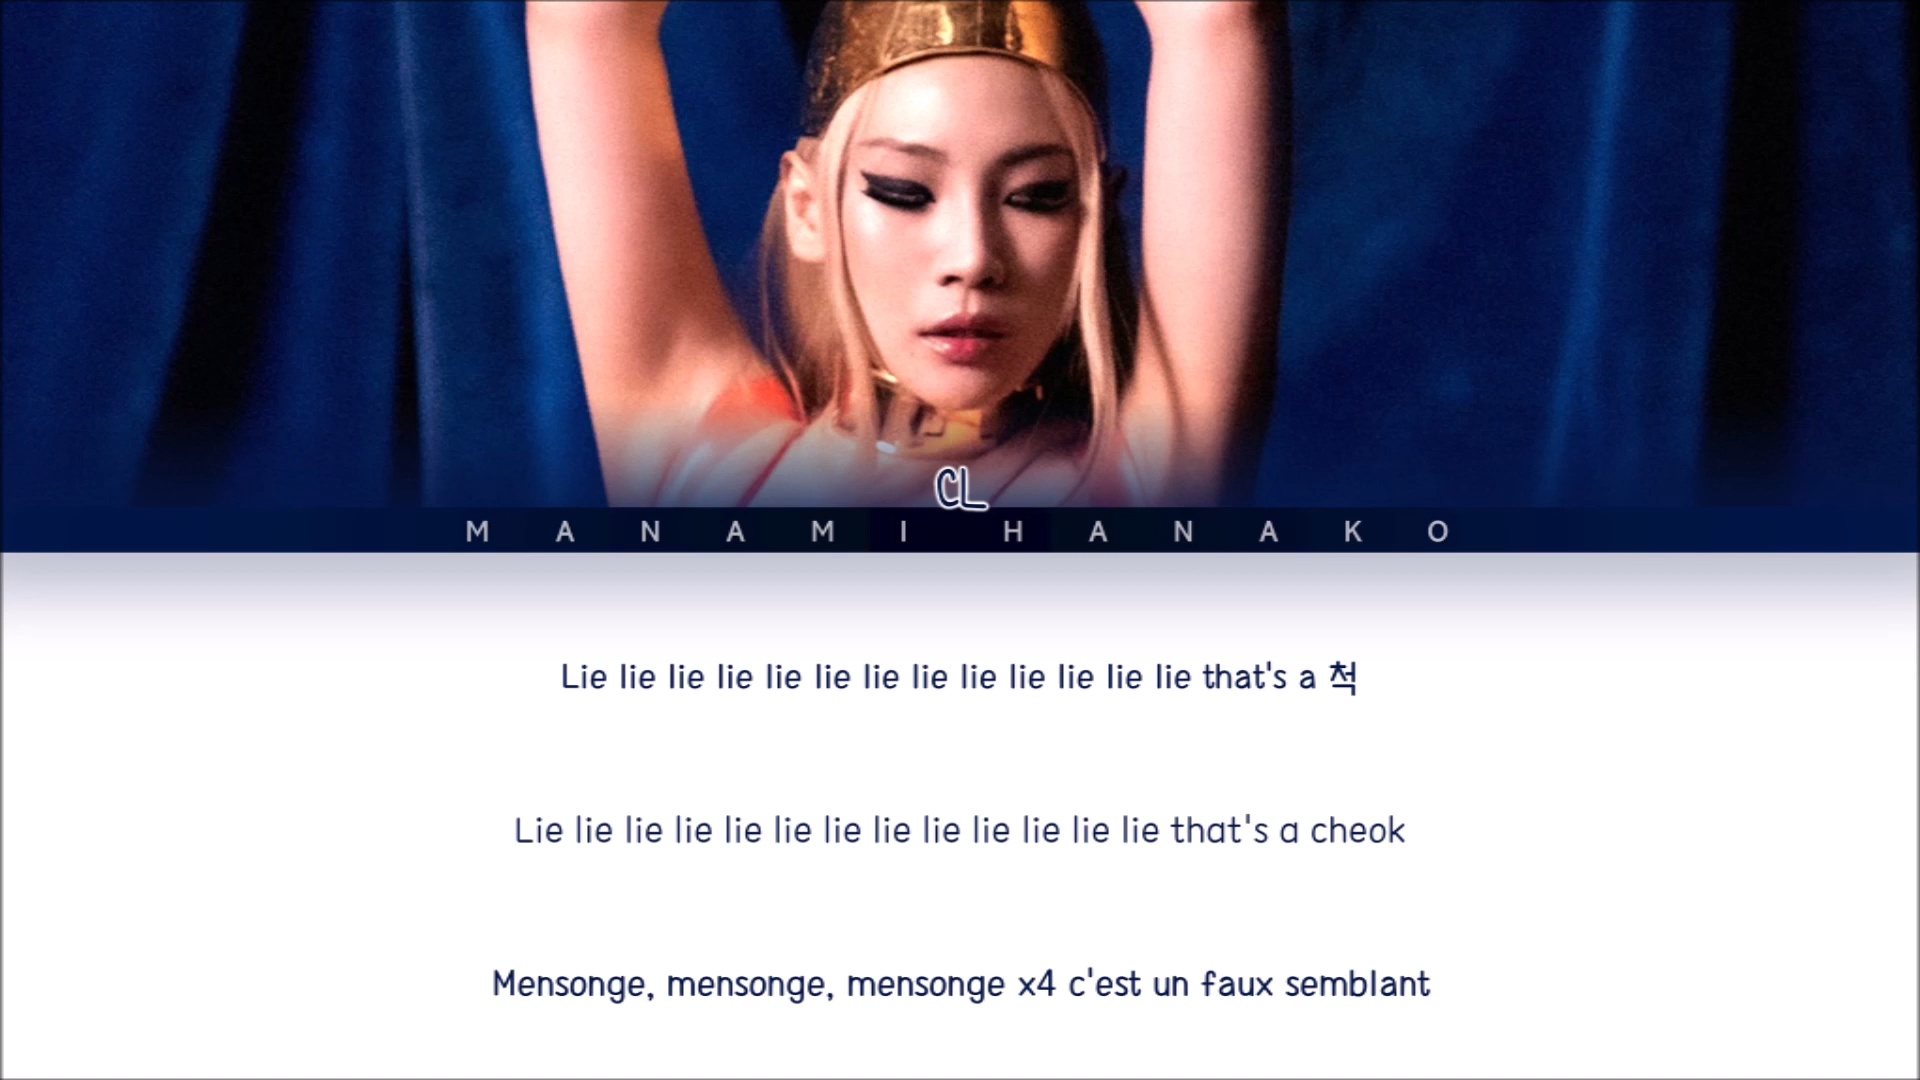 CL
MANAMI HANAKO
Lie lie lie lie lie lie lie lie lie lie lie lie lie that's a 척
Lie lie lie lie lie lie lie lie lie lie lie lie lie that's a cheok
Mensonge, mensonge, mensonge x4 c'est un faux semblant